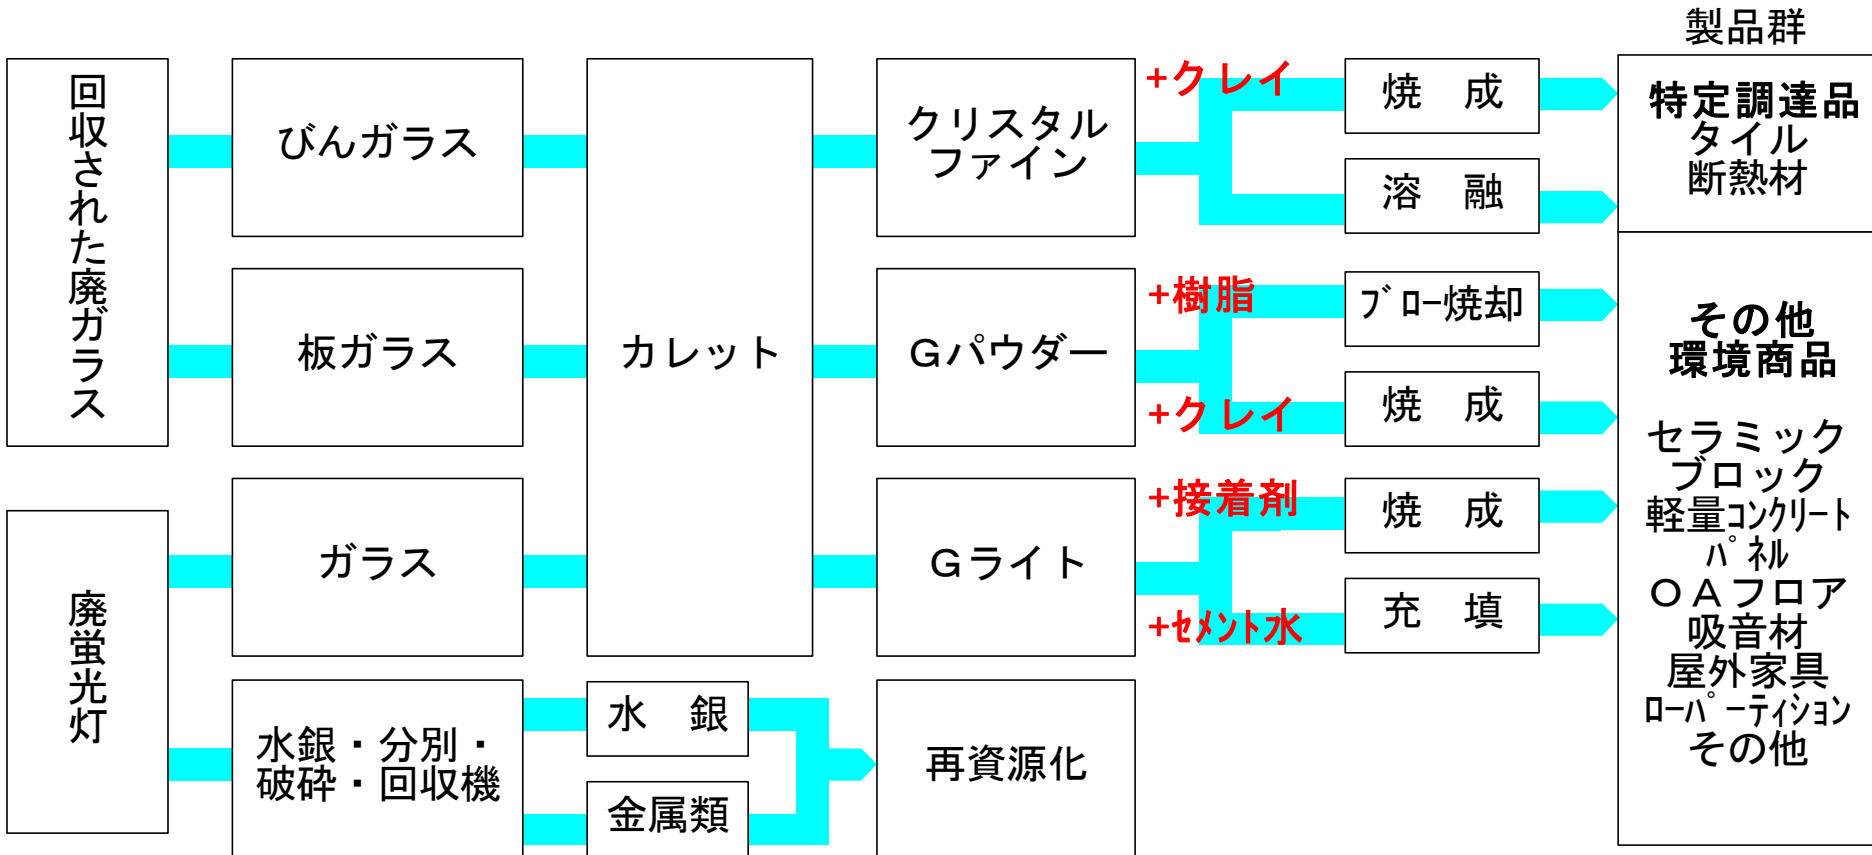 製品群
回収された廃ガラス
びんガラス
板ガラス
廃蛍光灯
ガラス
水銀・分別・
破砕・回収機
カレット
水　銀
金属類
クリスタル
ファイン
Gパウダー
Gライト
再資源化
+クレイ
+樹脂
+クレイ
+接着剤
+ｾﾒﾝﾄ水
焼　成
溶　融
ﾌﾞﾛｰ焼却
焼　成
焼　成
充　填
特定調達品
タイル
断熱材
その他
環境商品
セラミック
ブロック
軽量ｺﾝｸﾘｰﾄ
ﾊﾟﾈﾙ
ＯＡフロア
吸音材
屋外家具
ﾛｰﾊﾟｰﾃｨｼｮﾝ
その他